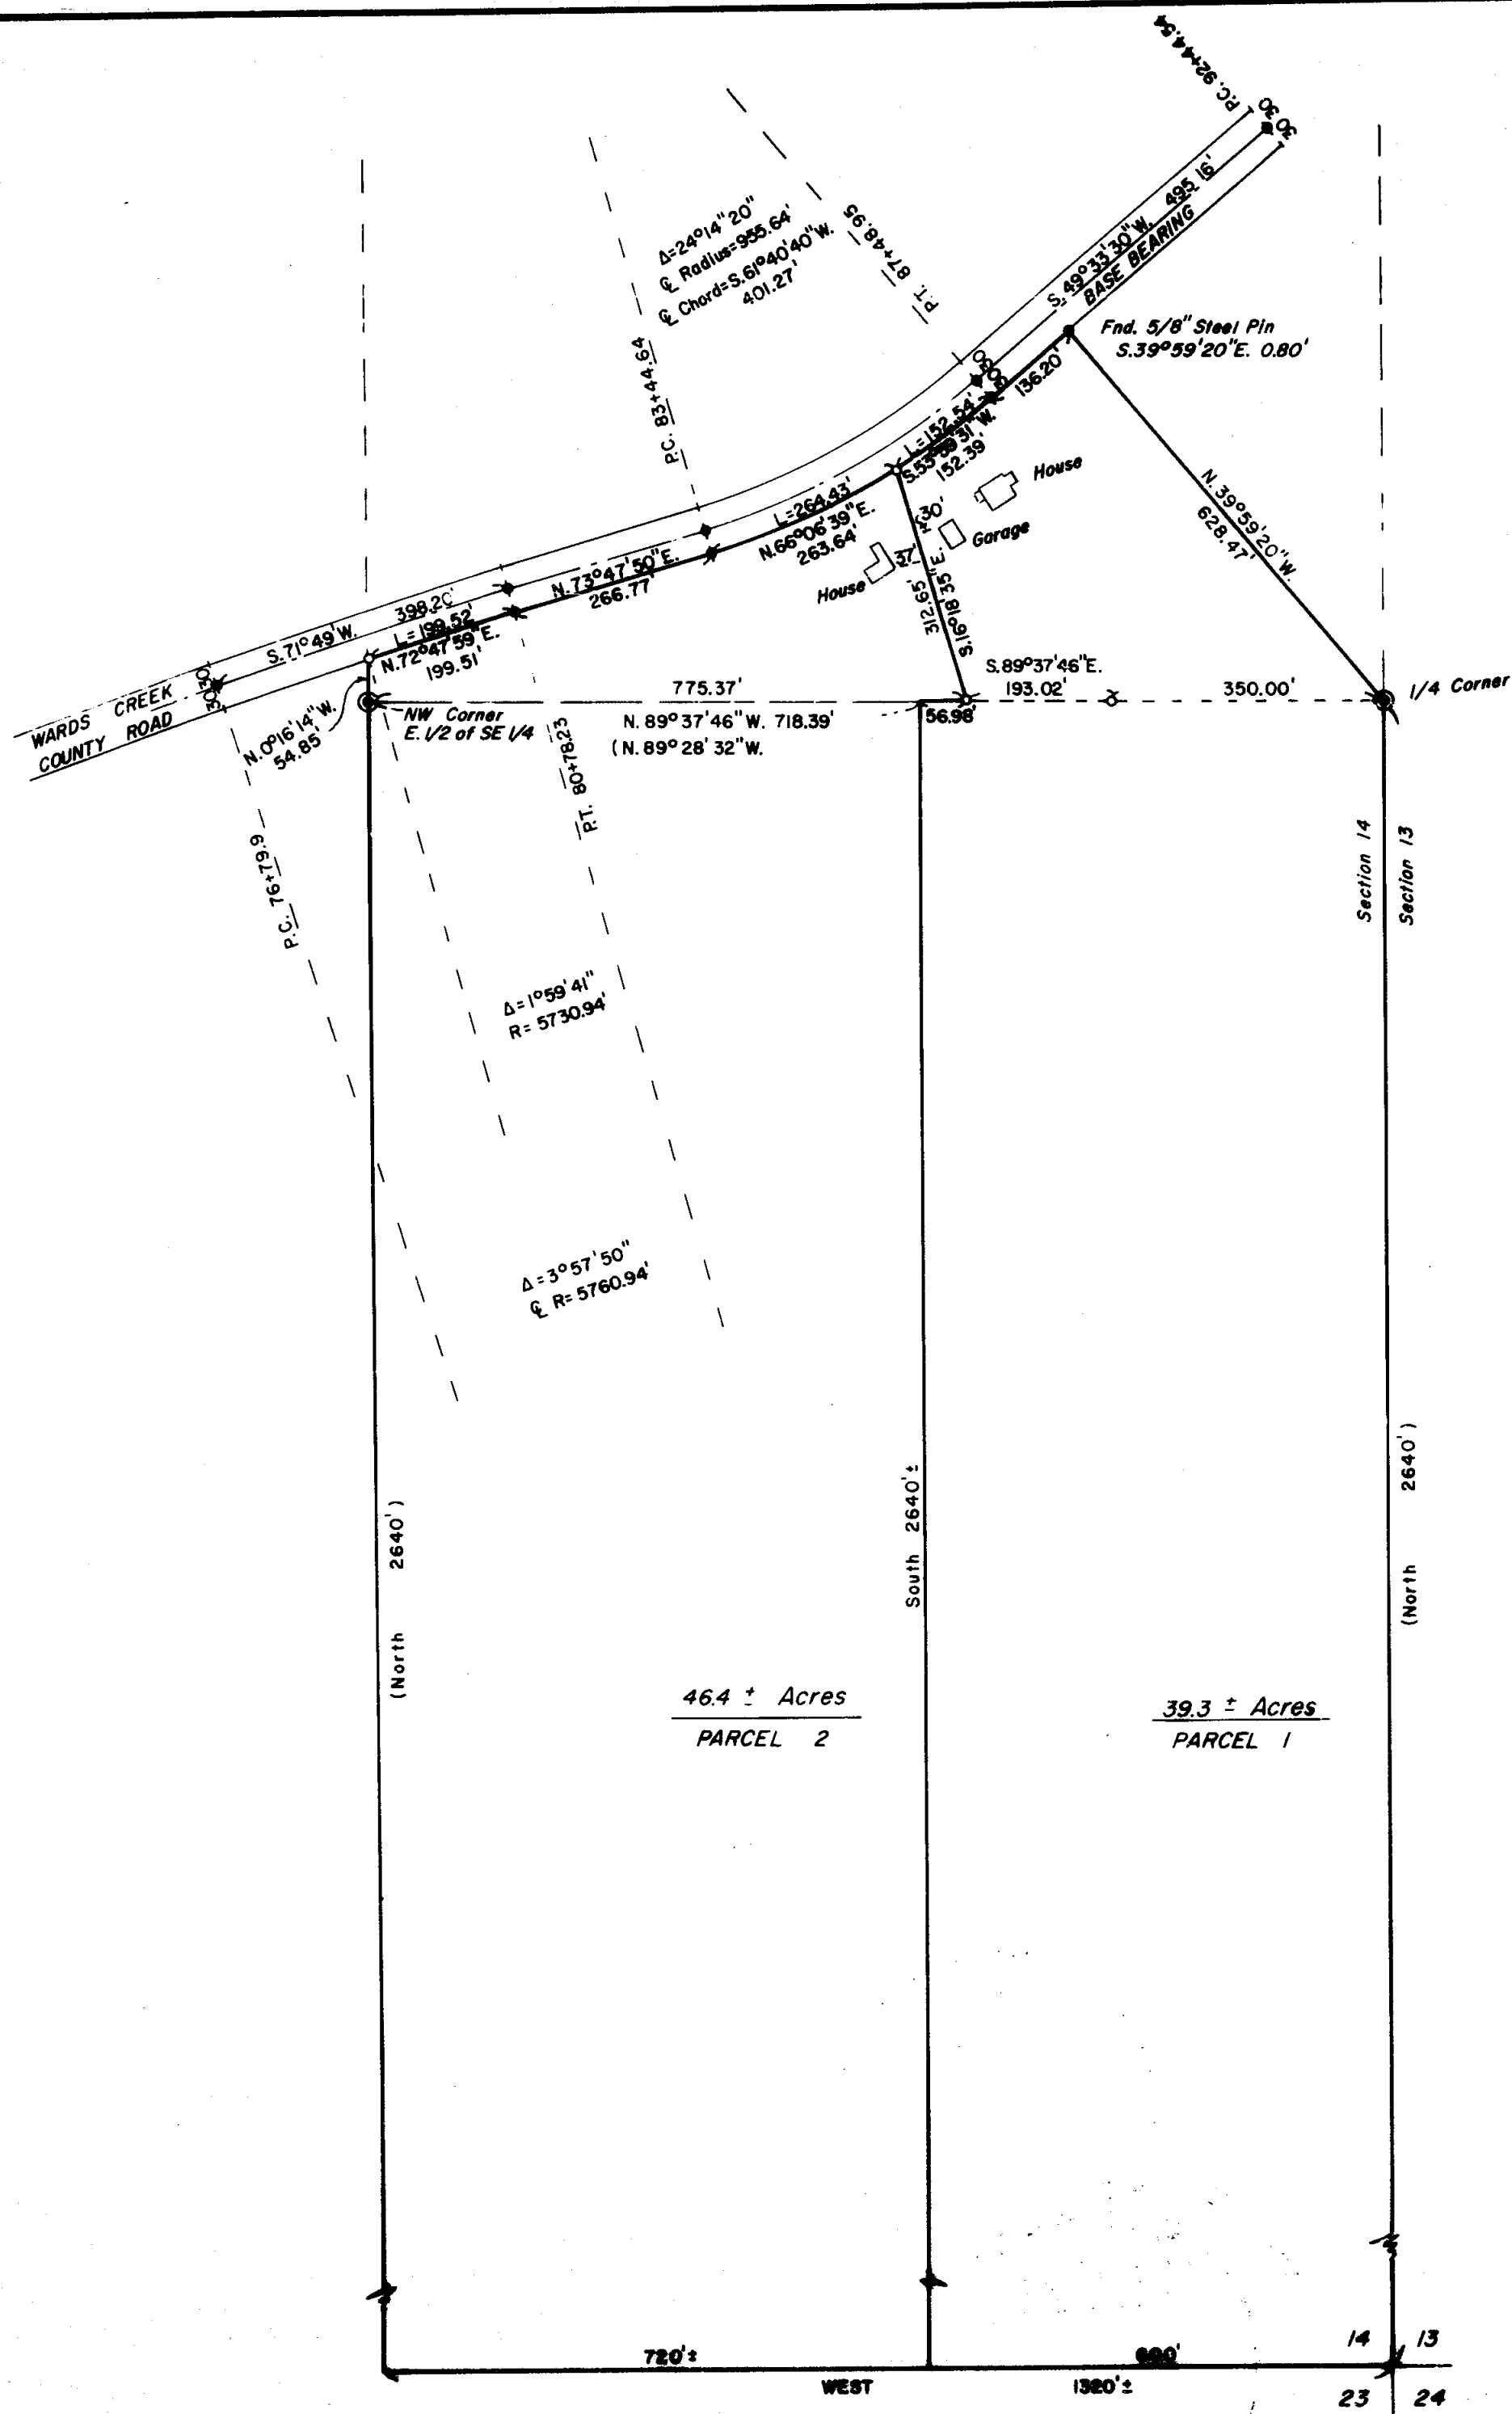 P.C. 92+44.54
30
30
S. 49°33'30"W. 495.16'
BASE BEARING
Δ=24°14"20"
℄ Radius=955.64'
℄ Chord=S.61°40'40"W.
401.27'
P.T. 87+48.95
P.C. 83+44.64
Fnd. 5/8" Steel Pin
S.39°59'20"E. 0.80'
136.20'
30
30
L=152.54'
S.53°59'31"W.
152.39'
House
Garage
30'
37'
House
N.39°59'20"W.
628.47'
L=264.43'
N.66°06'39"E.
263.64'
S.16°18'35"E.
312.65'
N.73°47'50"E.
266.77'
398.20'
S.71°49'W.
L=199.52'
N.72°47'59"E.
199.51'
30
30
WARDS CREEK
COUNTY ROAD
N.0°16'14"W.
54.85'
NW Corner
E. 1/2 of SE 1/4
775.37'
N. 89°37'46"W. 718.39'
(N. 89°28'32"W.
56.98'
S.89°37'46"E.
193.02'
350.00'
1/4 Corner
P.C. 76+79.9
P.T. 80+78.23
Section 14
Section 13
Δ=1°59'41"
R= 5730.94'
Δ=3°57'50"
℄ R= 5760.94'
(North 2640')
South 2640'±
(North 2640')
46.4 ± Acres
PARCEL 2
39.3 ± Acres
PARCEL 1
720'±
600'
WEST
1320'±
14
13
23
24